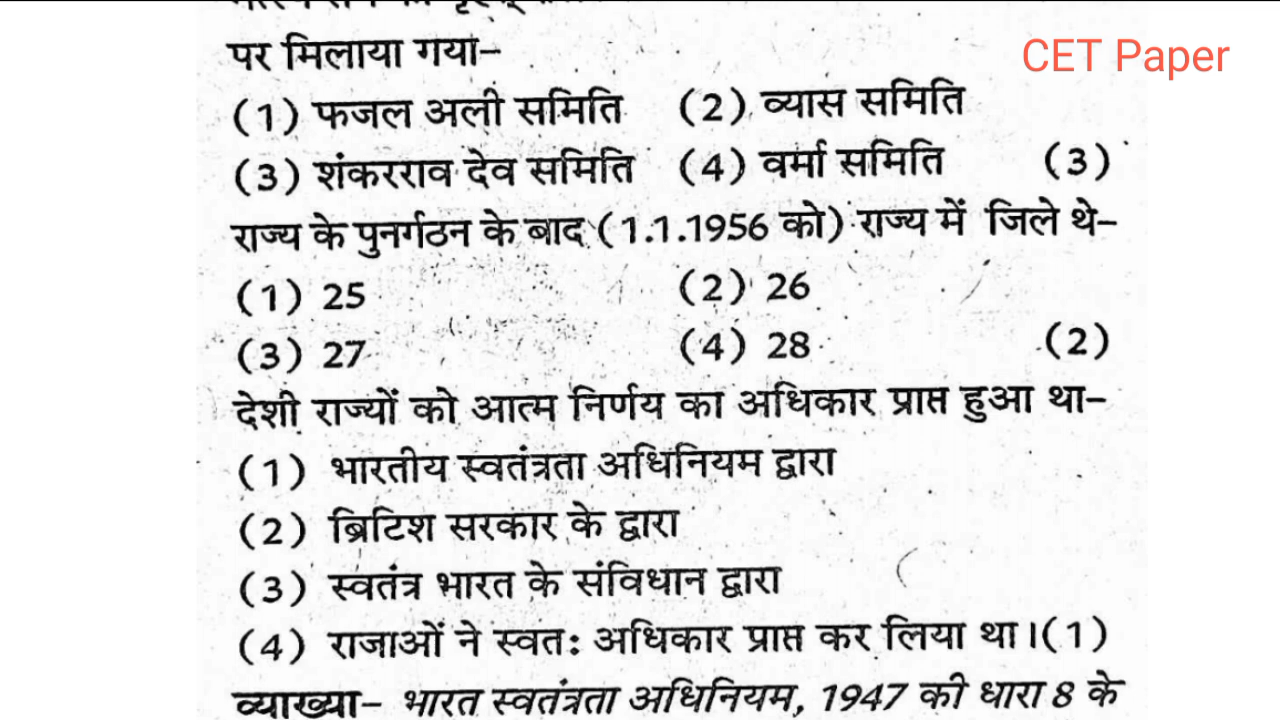 पर मिलाया गया–
CET Paper
(1) फजल अली समिति (2) व्यास समिति
(3) शंकरराव देव समिति (4) वर्मा समिति (3)
राज्य के पुनर्गठन के बाद (1.1.1956 को) राज्य में जिले थे–
(1) 25 (2) 26
(3) 27 (4) 28 (2)
देशी राज्यों को आत्म निर्णय का अधिकार प्राप्त हुआ था–
(1) भारतीय स्वतंत्रता अधिनियम द्वारा
(2) ब्रिटिश सरकार के द्वारा
(3) स्वतंत्र भारत के संविधान द्वारा
(4) राजाओं ने स्वतः अधिकार प्राप्त कर लिया था।(1)
व्याख्या– भारत स्वतंत्रता अधिनियम, 1947 की धारा 8 के